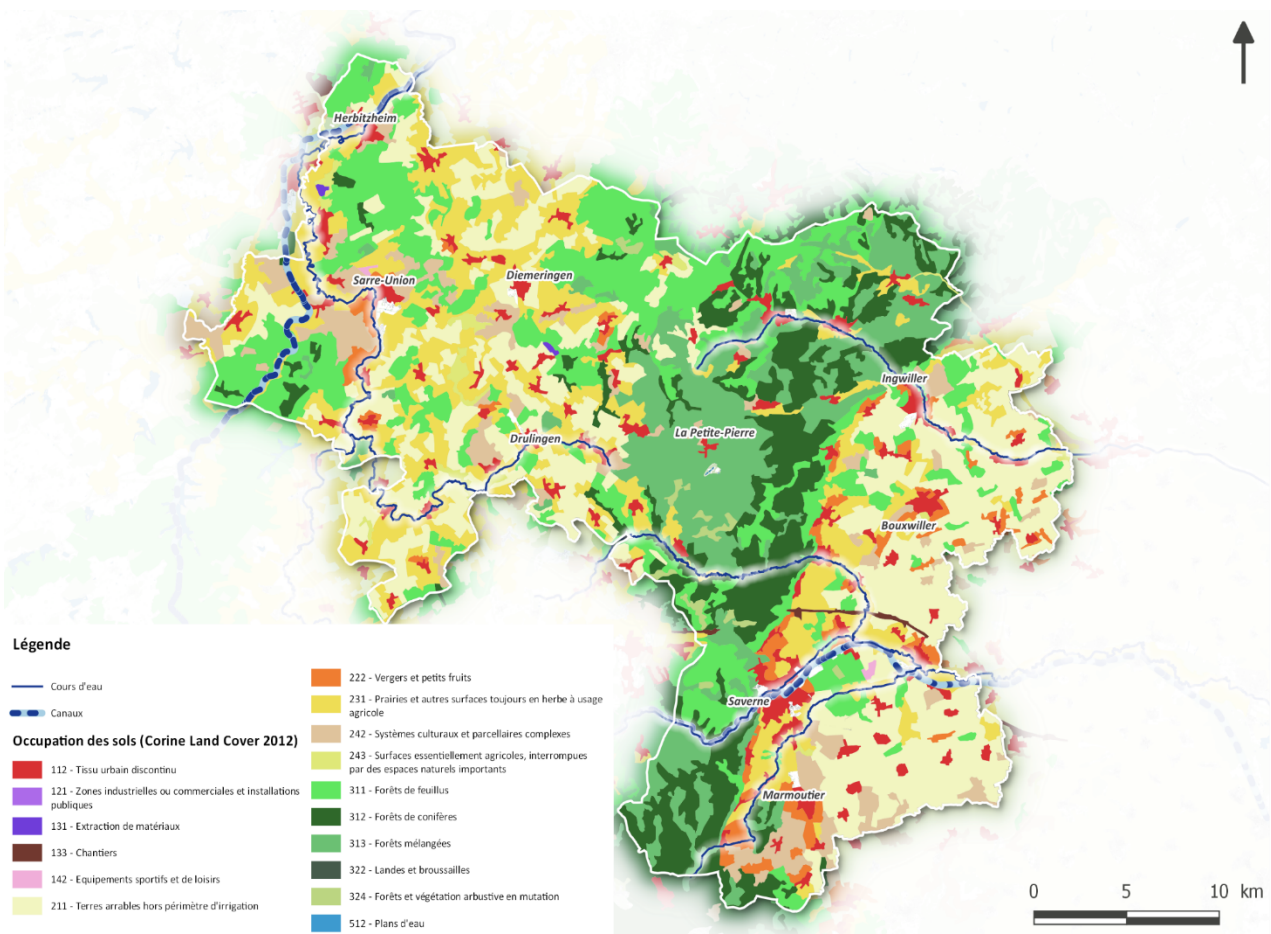 Herbitzheim
Sarre-Union
Diemeringen
Ingwiller
La Petite-Pierre
Drulingen
Bouxwiller
Saverne
Marmoutier
Légende
Cours d'eau
Canaux
Occupation des sols (Corine Land Cover 2012)
112 - Tissu urbain discontinu
121 - Zones industrielles ou commerciales et installations
publiques
131 - Extraction de matériaux
133 - Chantiers
142 - Equipements sportifs et de loisirs
211 - Terres arrables hors périmètre d'irrigation
222 - Vergers et petits fruits
231 - Prairies et autres surfaces toujours en herbe à usage
agricole
242 - Systèmes culturaux et parcellaires complexes
243 - Surfaces essentiellement agricoles, interrompues
par des espaces naturels importants
311 - Forêts de feuillus
312 - Forêts de conifères
313 - Forêts mélangées
322 - Landes et broussailles
324 - Forêts et végétation arbustive en mutation
512 - Plans d'eau
0 5 10 km